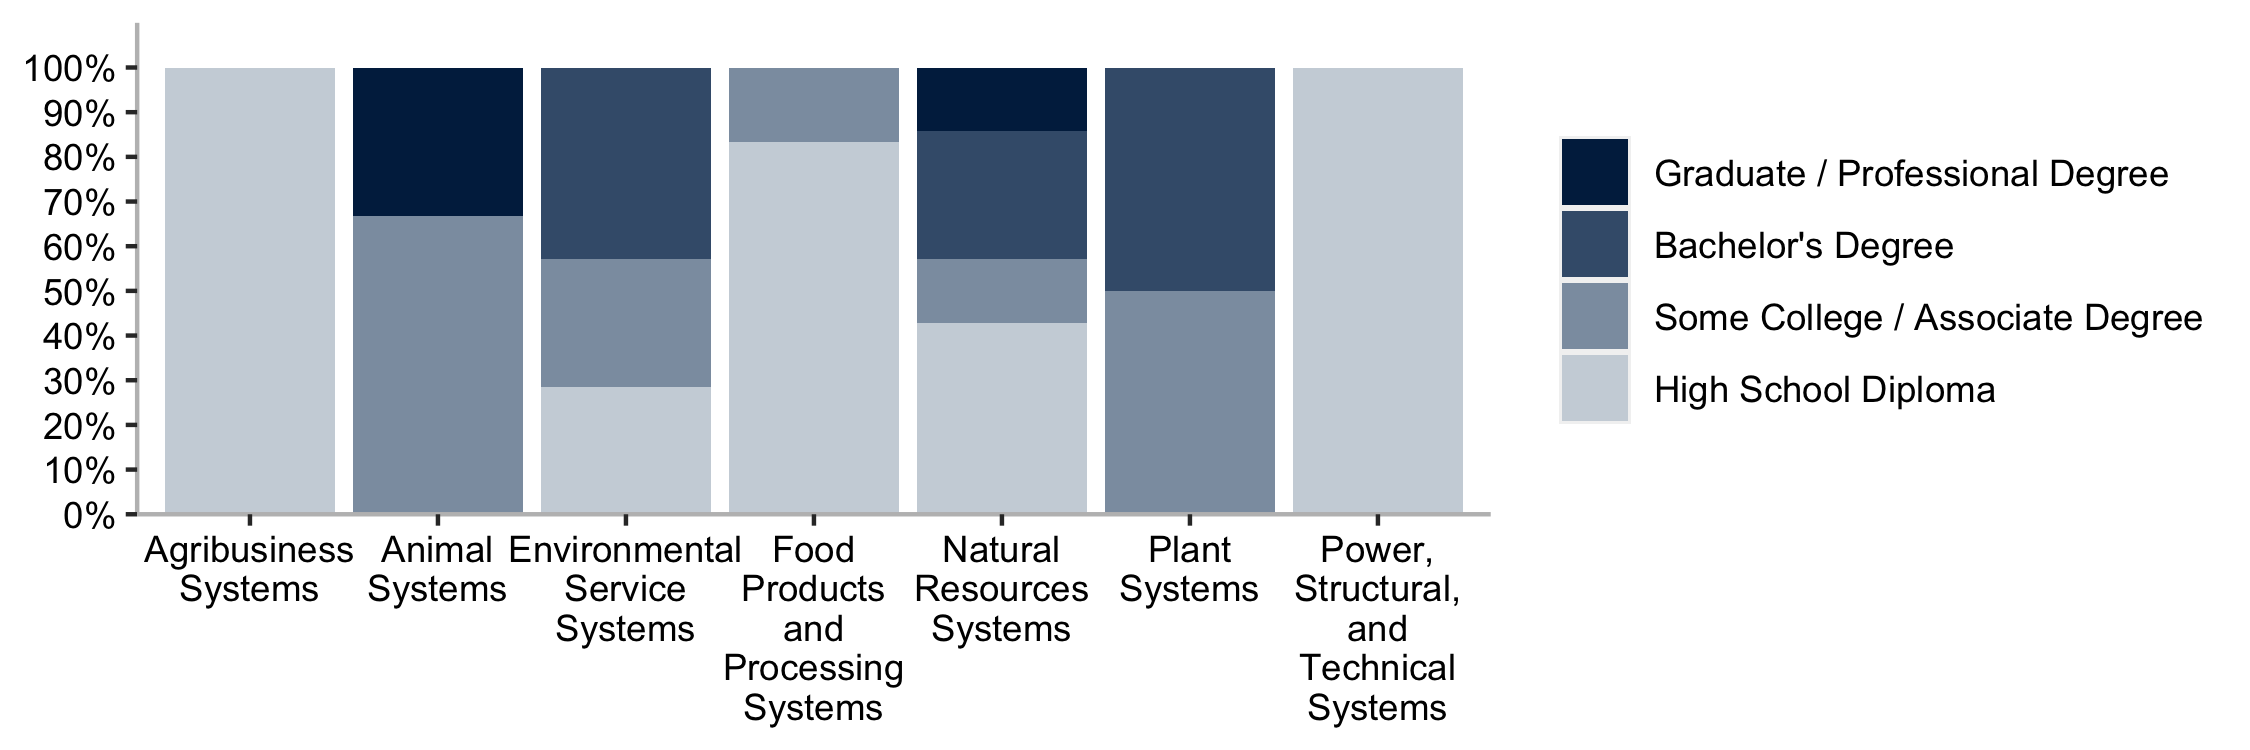 100%
90%
80%
70%
60%
50%
40%
30%
20%
10%
0%
Agribusiness
Systems
Animal
Systems
Environmental
Service
Systems
Food
Products
and
Processing
Systems
Natural
Resources
Systems
Plant
Systems
Power,
Structural,
and
Technical
Systems
Graduate / Professional Degree
Bachelor's Degree
Some College / Associate Degree
High School Diploma